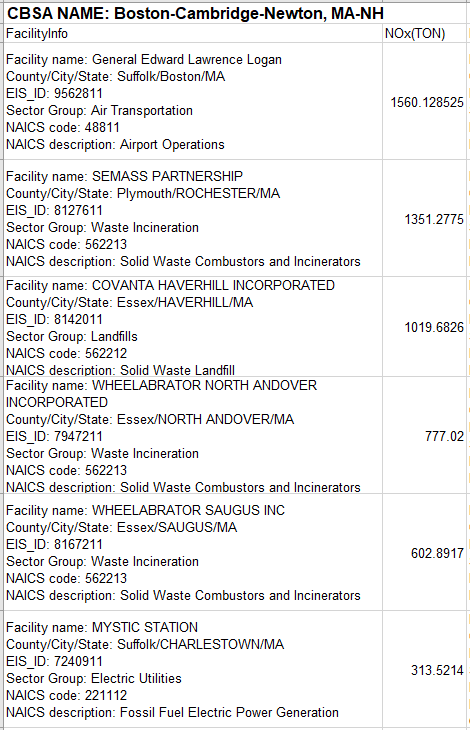 CBSA NAME: Boston-Cambridge-Newton, MA-NH
FacilityInfo NOx(TON)
Facility name: General Edward Lawrence Logan
County/City/State: Suffolk/Boston/MA
EIS_ID: 9562811
Sector Group: Air Transportation
NAICS code: 48811
NAICS description: Airport Operations
1560.128525
Facility name: SEMASS PARTNERSHIP
County/City/State: Plymouth/ROCHESTER/MA
EIS_ID: 8127611
Sector Group: Waste Incineration
NAICS code: 562213
NAICS description: Solid Waste Combustors and Incinerators
1351.2775
Facility name: COVANTA HAVERHILL INCORPORATED
County/City/State: Essex/HAVERHILL/MA
EIS_ID: 8142011
Sector Group: Landfills
NAICS code: 562212
NAICS description: Solid Waste Landfill
1019.6826
Facility name: WHEELABRATOR NORTH ANDOVER
INCORPORATED
County/City/State: Essex/NORTH ANDOVER/MA
EIS_ID: 7947211
Sector Group: Waste Incineration
NAICS code: 562213
NAICS description: Solid Waste Combustors and Incinerators
777.02
Facility name: WHEELABRATOR SAUGUS INC
County/City/State: Essex/SAUGUS/MA
EIS_ID: 8167211
Sector Group: Waste Incineration
NAICS code: 562213
NAICS description: Solid Waste Combustors and Incinerators
602.8917
Facility name: MYSTIC STATION
County/City/State: Suffolk/CHARLESTOWN/MA
EIS_ID: 7240911
Sector Group: Electric Utilities
NAICS code: 221112
NAICS description: Fossil Fuel Electric Power Generation
313.5214